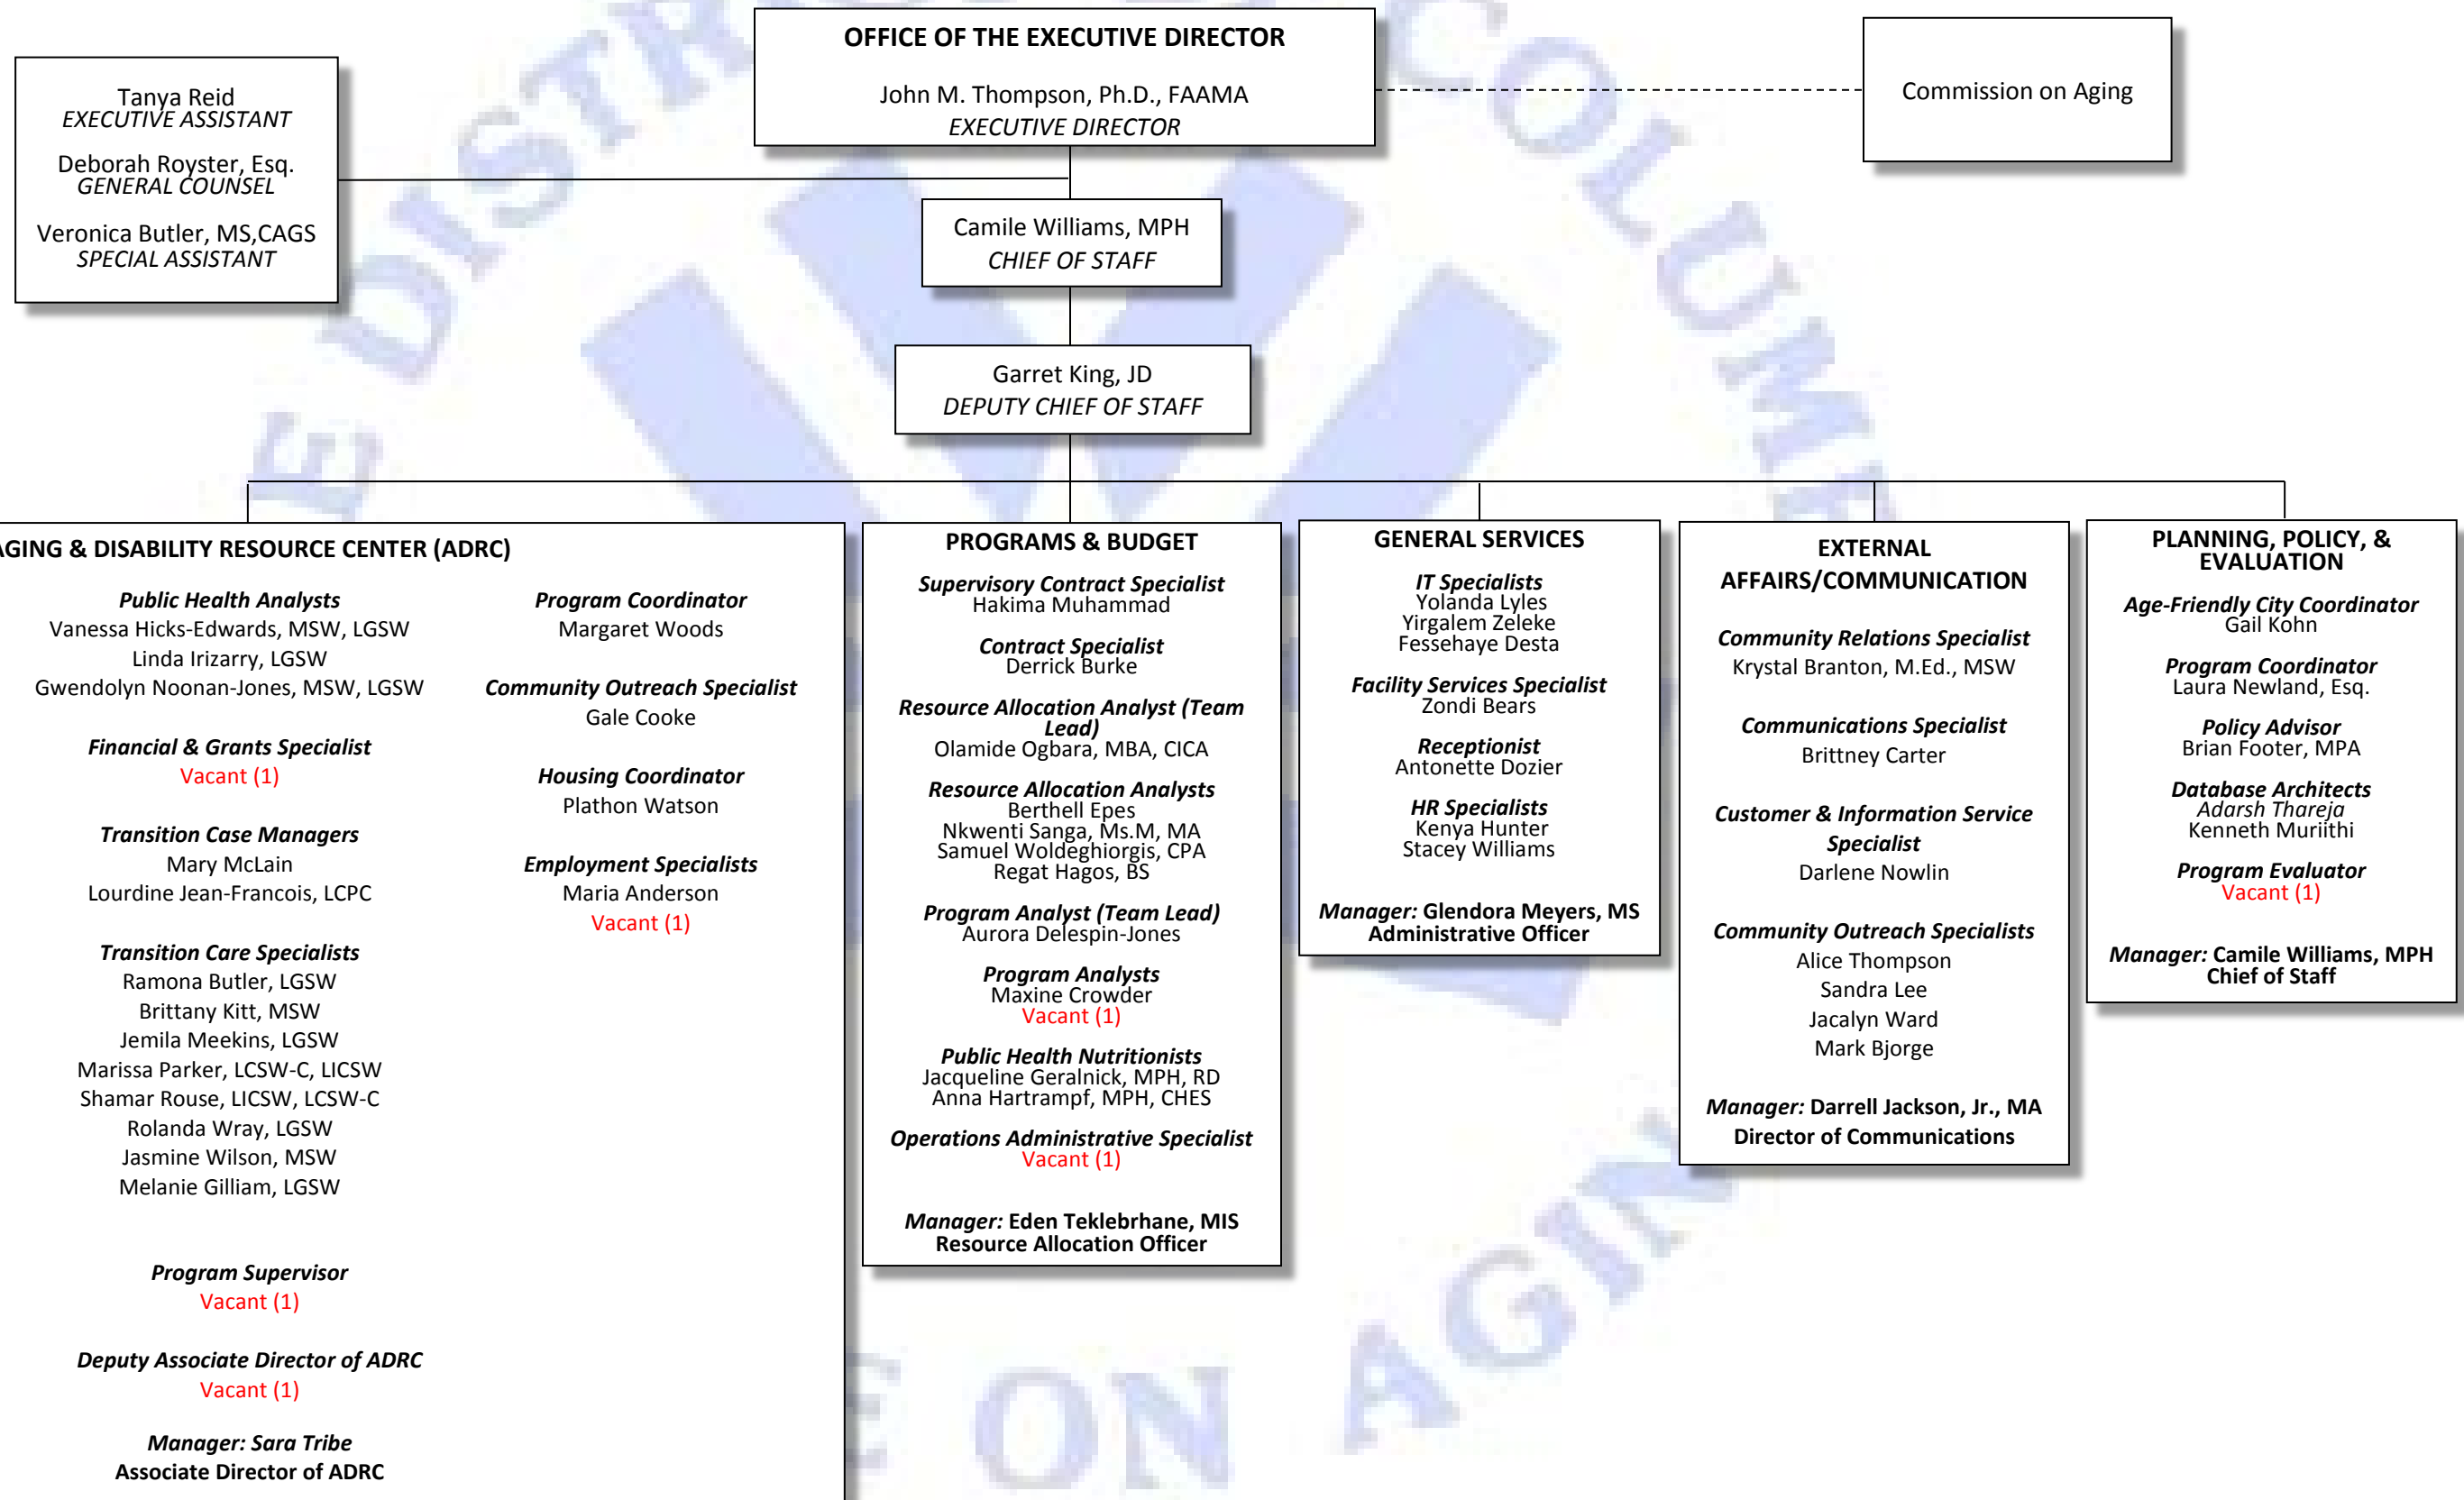 OFFICE OF THE EXECUTIVE DIRECTOR
John M. Thompson, Ph.D., FAAMA
EXECUTIVE DIRECTOR
Commission on Aging
Tanya Reid
EXECUTIVE ASSISTANT
Deborah Royster, Esq.
GENERAL COUNSEL
Veronica Butler, MS,CAGS
SPECIAL ASSISTANT
Camile Williams, MPH
CHIEF OF STAFF
Garret King, JD
DEPUTY CHIEF OF STAFF
AGING & DISABILITY RESOURCE CENTER (ADRC)
Public Health Analysts
Vanessa Hicks-Edwards, MSW, LGSW
Linda Irizarry, LGSW
Gwendolyn Noonan-Jones, MSW, LGSW
Financial & Grants Specialist
Vacant (1)
Transition Case Managers
Mary McLain
Lourdine Jean-Francois, LCPC
Transition Care Specialists
Ramona Butler, LGSW
Brittany Kitt, MSW
Jemila Meekins, LGSW
Marissa Parker, LCSW-C, LICSW
Shamar Rouse, LICSW, LCSW-C
Rolanda Wray, LGSW
Jasmine Wilson, MSW
Melanie Gilliam, LGSW
Program Supervisor
Vacant (1)
Deputy Associate Director of ADRC
Vacant (1)
Manager: Sara Tribe
Associate Director of ADRC
Program Coordinator
Margaret Woods
Community Outreach Specialist
Gale Cooke
Housing Coordinator
Plathon Watson
Employment Specialists
Maria Anderson
Vacant (1)
PROGRAMS & BUDGET
Supervisory Contract Specialist
Hakima Muhammad
Contract Specialist
Derrick Burke
Resource Allocation Analyst (Team
Lead)
Olamide Ogbara, MBA, CICA
Resource Allocation Analysts
Berthell Epes
Nkwenti Sanga, Ms.M, MA
Samuel Woldeghiorgis, CPA
Regat Hagos, BS
Program Analyst (Team Lead)
Aurora Delespin-Jones
Program Analysts
Maxine Crowder
Vacant (1)
Public Health Nutritionists
Jacqueline Geralnick, MPH, RD
Anna Hartrampf, MPH, CHES
Operations Administrative Specialist
Vacant (1)
Manager: Eden Teklebrhane, MIS
Resource Allocation Officer
GENERAL SERVICES
IT Specialists
Yolanda Lyles
Yirgalem Zeleke
Fessehaye Desta
Facility Services Specialist
Zondi Bears
Receptionist
Antonette Dozier
HR Specialists
Kenya Hunter
Stacey Williams
Manager: Glendora Meyers, MS
Administrative Officer
EXTERNAL
AFFAIRS/COMMUNICATION
Community Relations Specialist
Krystal Branton, M.Ed., MSW
Communications Specialist
Brittney Carter
Customer & Information Service
Specialist
Darlene Nowlin
Community Outreach Specialists
Alice Thompson
Sandra Lee
Jacalyn Ward
Mark Bjorge
Manager: Darrell Jackson, Jr., MA
Director of Communications
PLANNING, POLICY, &
EVALUATION
Age-Friendly City Coordinator
Gail Kohn
Program Coordinator
Laura Newland, Esq.
Policy Advisor
Brian Footer, MPA
Database Architects
Adarsh Thareja
Kenneth Muriithi
Program Evaluator
Vacant (1)
Manager: Camile Williams, MPH
Chief of Staff